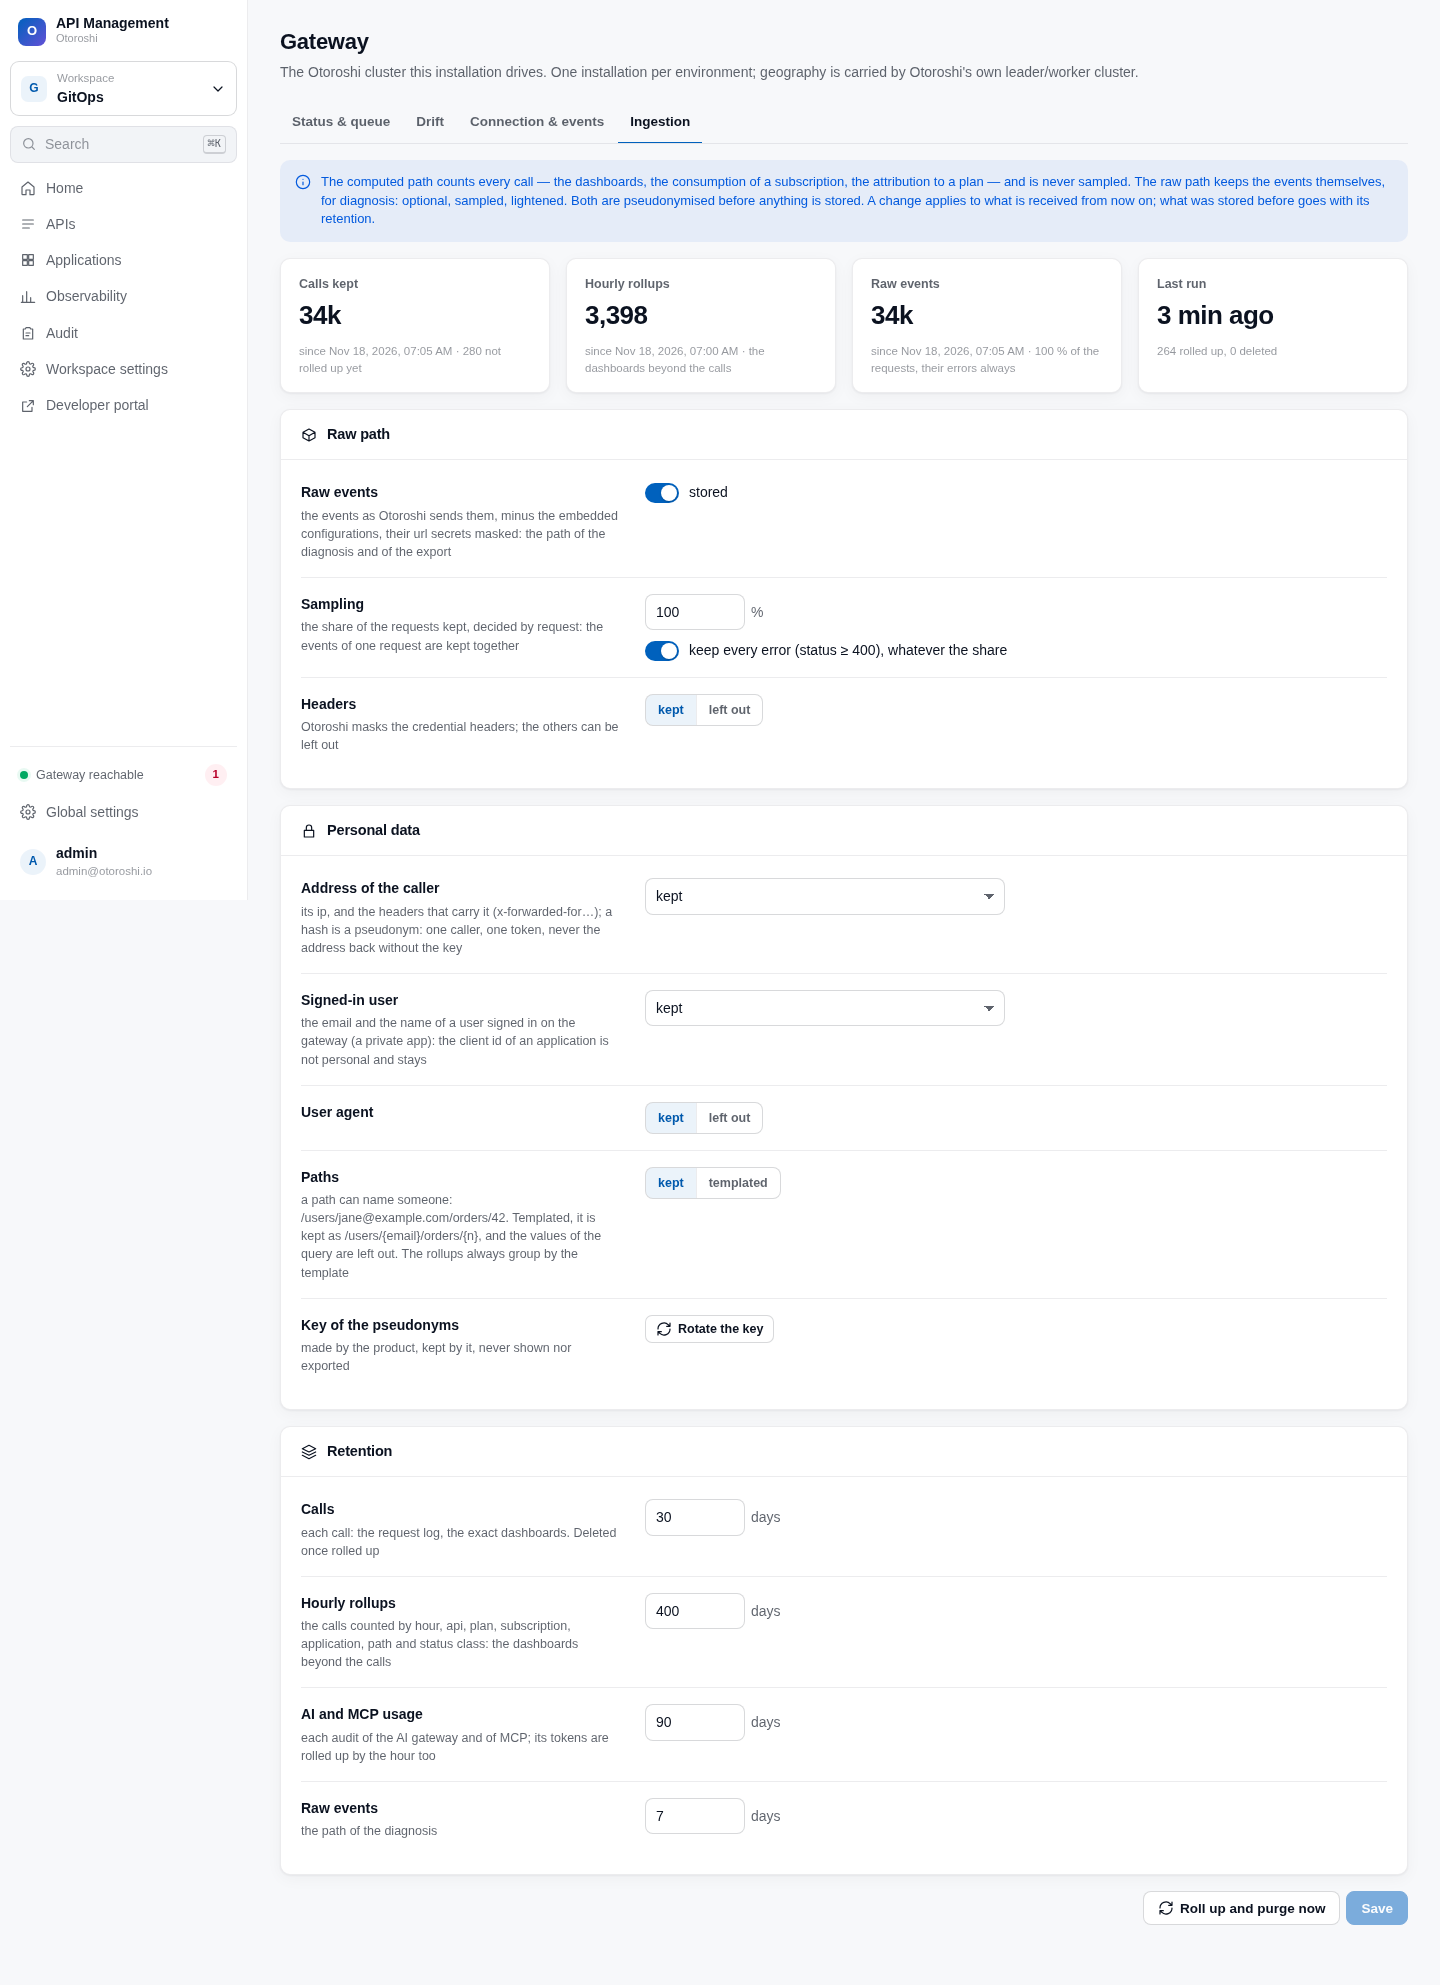 O
API Management
Otoroshi
G
Workspace
GitOps
Search
⌘K
Home
APIs
Applications
Observability
Audit
Workspace settings
Developer portal
Gateway reachable
1
Global settings
A
admin
admin@otoroshi.io
Gateway
The Otoroshi cluster this installation drives. One installation per environment; geography is carried by Otoroshi's own leader/worker cluster.
Status & queue
Drift
Connection & events
Ingestion
The computed path counts every call — the dashboards, the consumption of a subscription, the attribution to a plan — and is never sampled. The raw path keeps the events themselves,
for diagnosis: optional, sampled, lightened. Both are pseudonymised before anything is stored. A change applies to what is received from now on; what was stored before goes with its
retention.
Calls kept
34k
since Nov 18, 2026, 07:05 AM · 280 not
rolled up yet
Hourly rollups
3,398
since Nov 18, 2026, 07:00 AM · the
dashboards beyond the calls
Raw events
34k
since Nov 18, 2026, 07:05 AM · 100 % of the
requests, their errors always
Last run
3 min ago
264 rolled up, 0 deleted
Raw path
Raw events
the events as Otoroshi sends them, minus the embedded
configurations, their url secrets masked: the path of the
diagnosis and of the export
stored
Sampling
the share of the requests kept, decided by request: the
events of one request are kept together
100 %
keep every error (status ≥ 400), whatever the share
Headers
Otoroshi masks the credential headers; the others can be
left out
kept
left out
Personal data
Address of the caller
its ip, and the headers that carry it (x-forwarded-for…); a
hash is a pseudonym: one caller, one token, never the
address back without the key
kept
Signed-in user
the email and the name of a user signed in on the
gateway (a private app): the client id of an application is
not personal and stays
kept
User agent
kept
left out
Paths
a path can name someone:
/users/jane@example.com/orders/42. Templated, it is
kept as /users/{email}/orders/{n}, and the values of the
query are left out. The rollups always group by the
template
kept
templated
Key of the pseudonyms
made by the product, kept by it, never shown nor
exported
Rotate the key
Retention
Calls
each call: the request log, the exact dashboards. Deleted
once rolled up
30 days
Hourly rollups
the calls counted by hour, api, plan, subscription,
application, path and status class: the dashboards
beyond the calls
400 days
AI and MCP usage
each audit of the AI gateway and of MCP; its tokens are
rolled up by the hour too
90 days
Raw events
the path of the diagnosis
7 days
Roll up and purge now
Save